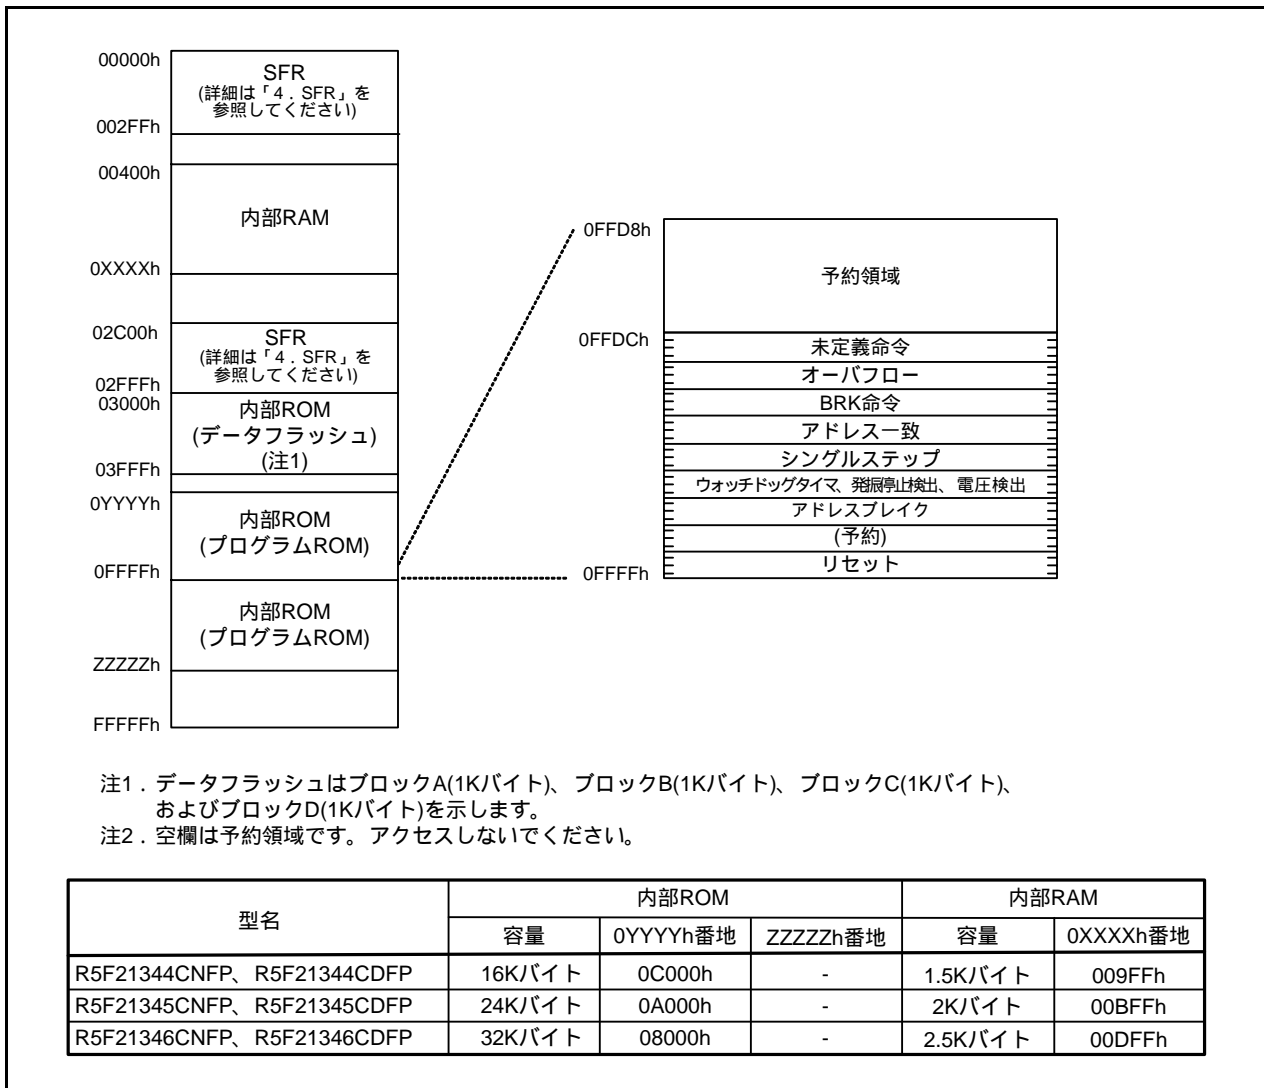 00000h
SFR
(詳細は「4．SFR」を
参照してください)
002FFh
00400h
内部RAM
0XXXXh
02C00h
SFR
(詳細は「4．SFR」を
参照してください)
02FFFh
03000h
内部ROM
(データフラッシュ)
(注1)
03FFFh
0YYYYh
内部ROM
(プログラムROM)
0FFFFh
内部ROM
(プログラムROM)
ZZZZZh
FFFFFh
0FFD8h
予約領域
0FFDCh
未定義命令
オーバフロー
BRK命令
アドレス一致
シングルステップ
ウォッチドッグタイマ、発振停止検出、電圧検出
アドレスブレイク
(予約)
リセット
0FFFFh
注1．データフラッシュはブロックA(1Kバイト)、ブロックB(1Kバイト)、ブロックC(1Kバイト)、
およびブロックD(1Kバイト)を示します。
注2．空欄は予約領域です。アクセスしないでください。
型名 内部ROM 内部RAM
容量 0YYYYh番地 ZZZZZh番地 容量 0XXXXh番地
R5F21344CNFP、R5F21344CDFP 16Kバイト 0C000h - 1.5Kバイト 009FFh
R5F21345CNFP、R5F21345CDFP 24Kバイト 0A000h - 2Kバイト 00BFFh
R5F21346CNFP、R5F21346CDFP 32Kバイト 08000h - 2.5Kバイト 00DFFh